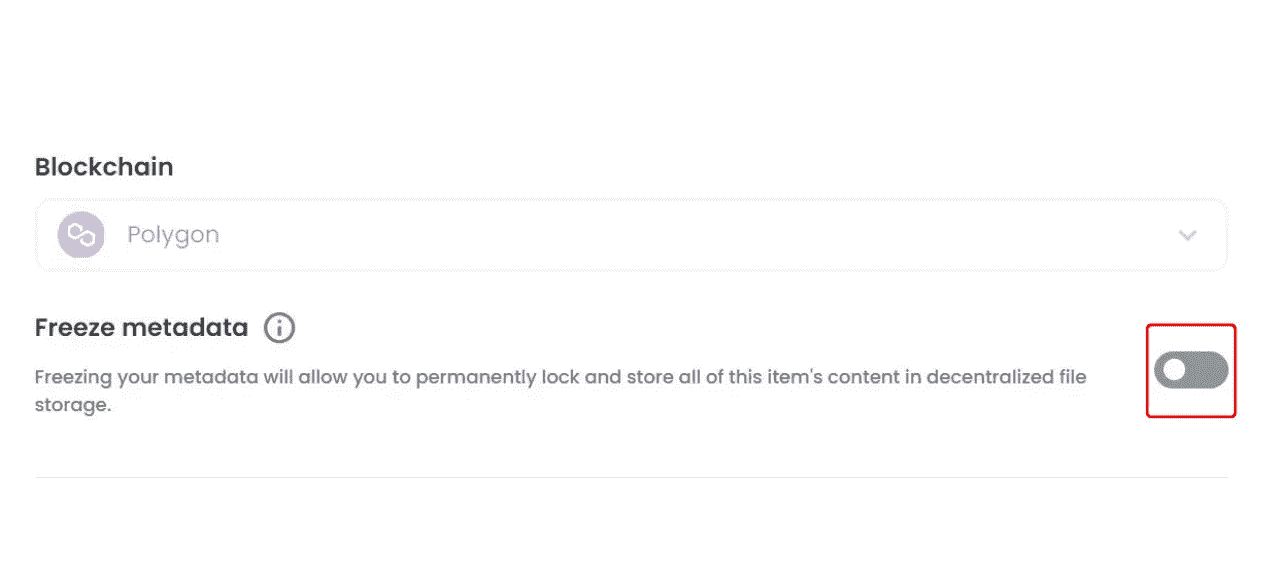 Blockchain
Polygon
Freeze metadata
Freezing your metadata will allow you to permanently lock and store all of this item's content in decentralized file
storage.